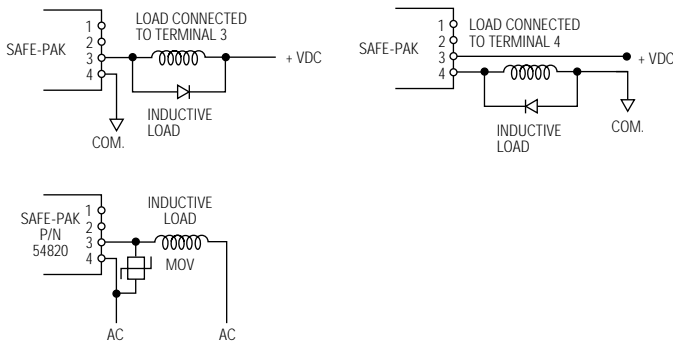 LOAD CONNECTED
TO TERMINAL 3
SAFE-PAK
1
2
3
4
+ VDC
INDUCTIVE
LOAD
COM.
LOAD CONNECTED
TO TERMINAL 4
SAFE-PAK
1
2
3
4
+ VDC
INDUCTIVE
LOAD
COM.
INDUCTIVE
LOAD
SAFE-PAK
P/N
54820
1
2
3
4
MOV
AC
AC